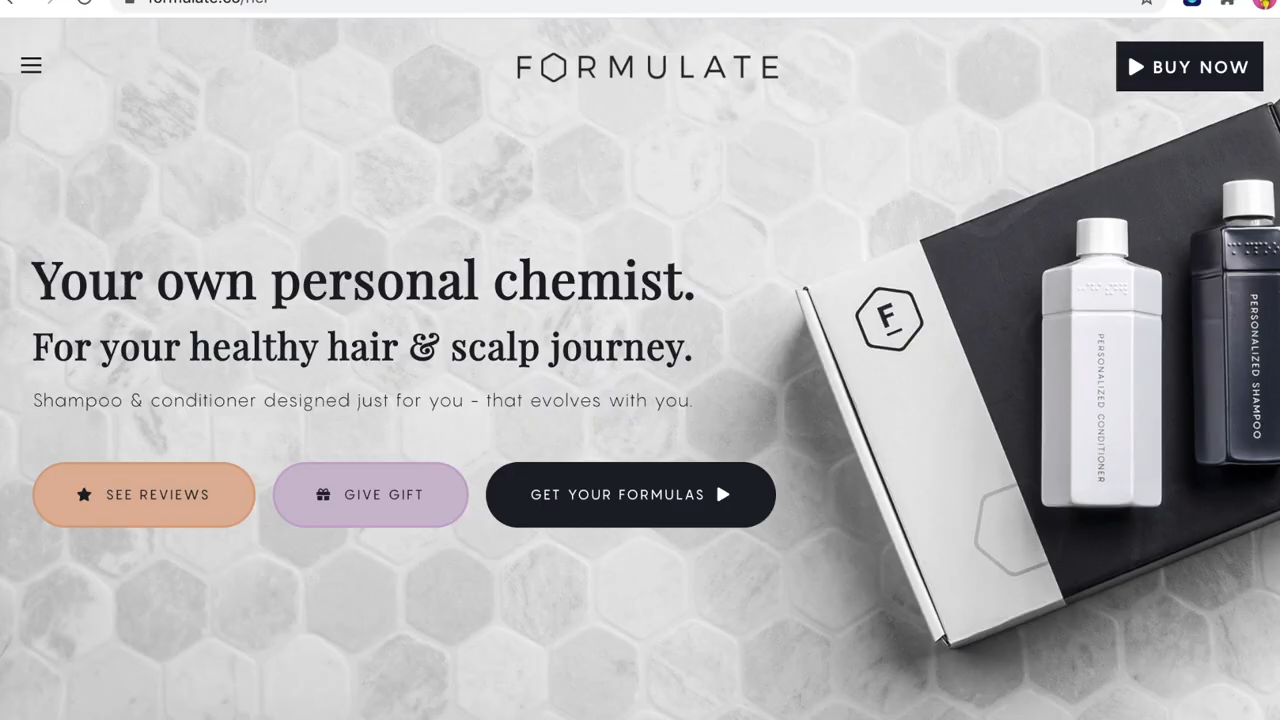 FORMULATE
BUY NOW
Your own personal chemist.
For your healthy hair & scalp journey.
Shampoo & conditioner designed just for you - that evolves with you.
SEE REVIEWS
GIVE GIFT
GET YOUR FORMULAS
F
PERSONALIZED CONDITIONER
PERSONALIZED SHAMPOO